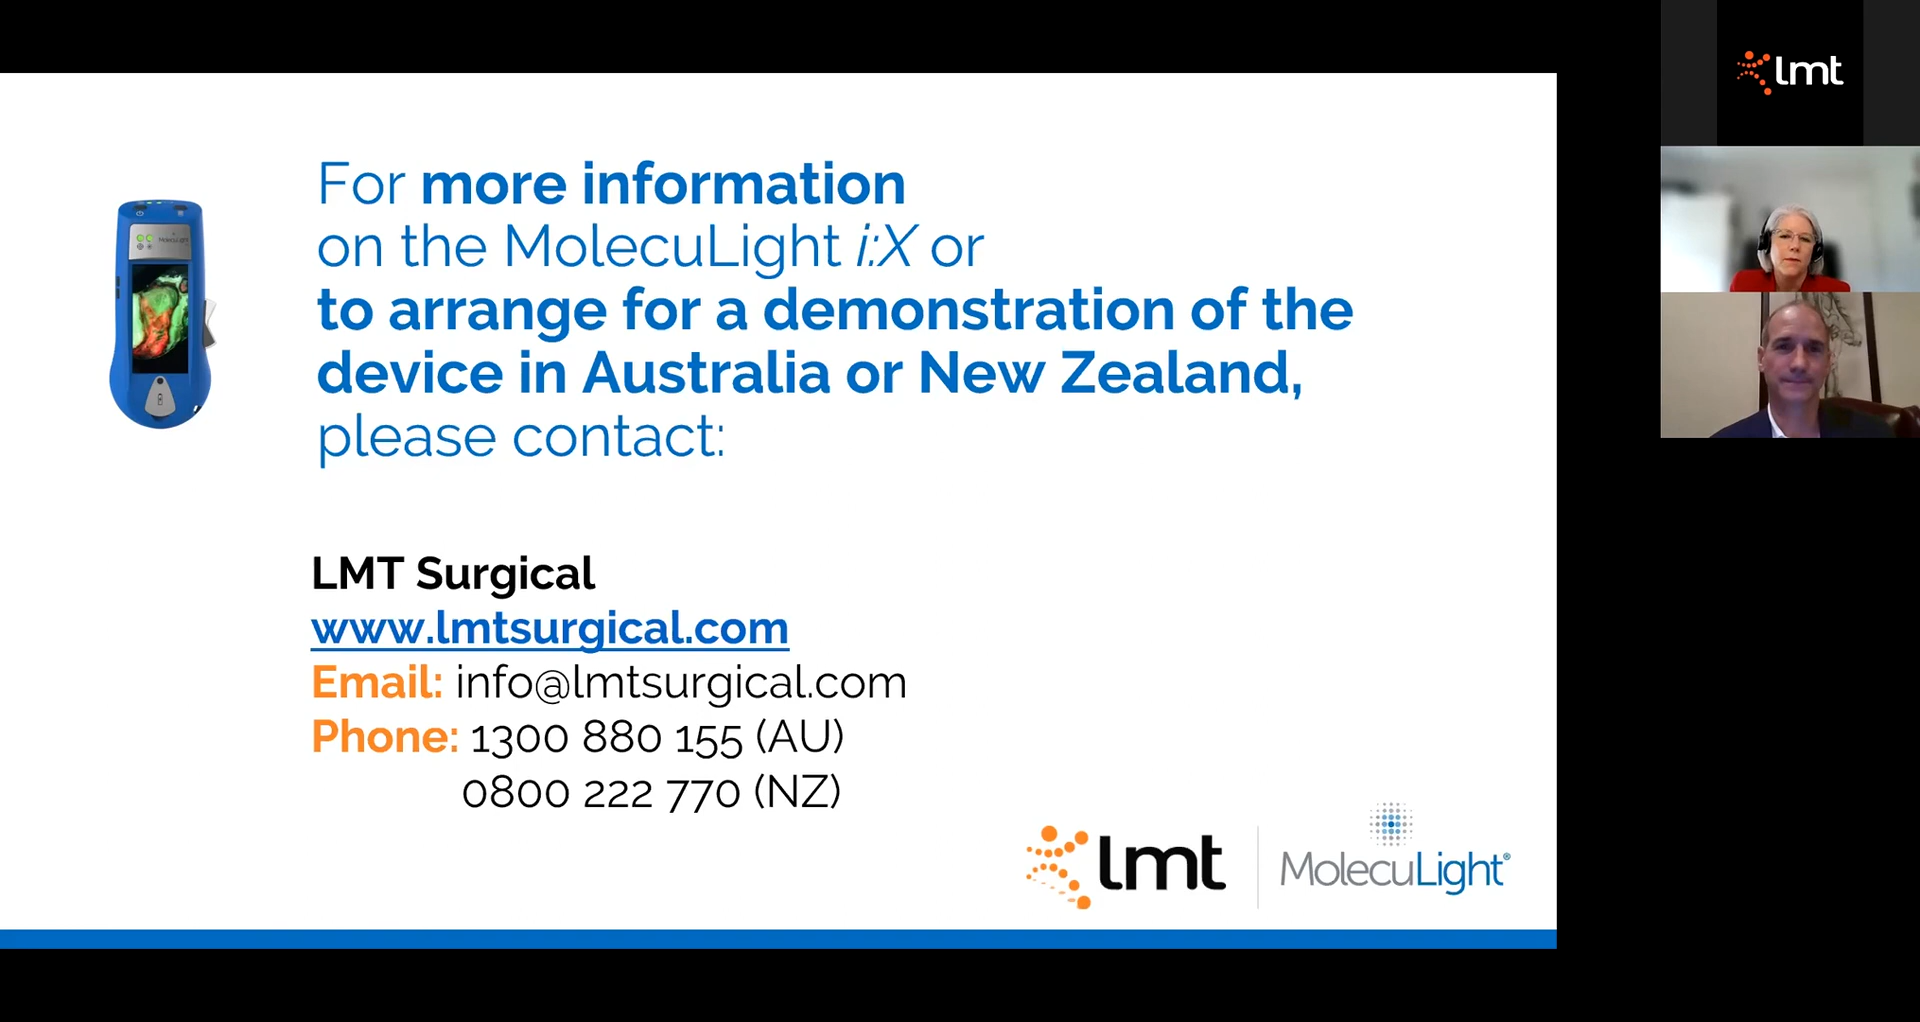 For more information
on the MolecuLight i:X or
to arrange for a demonstration of the
device in Australia or New Zealand,
please contact:
LMT Surgical
www.lmtsurgical.com
Email: info@lmtsurgical.com
Phone: 1300 880 155 (AU)
0800 222 770 (NZ)
lmt
MolecuLight®
lmt
MolecuLight